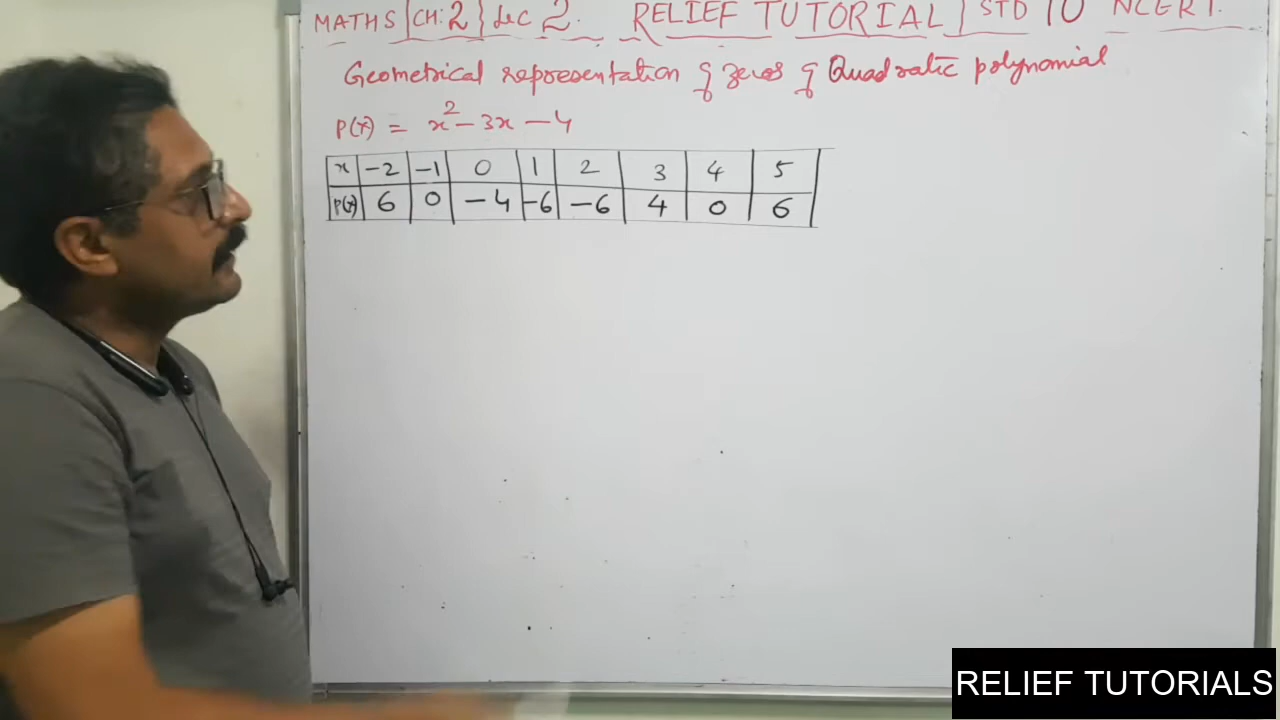 MATHS | CH: 2 | Lec 2. RELIEF TUTORIAL | STD 10 NCERT.
Geometrical representation of zeros of Quadratic polynomial
P(x) = x² - 3x - 4
x | -2 | -1 | 0 | 1 | 2 | 3 | 4 | 5
P(x) | 6 | 0 | -4 | -6 | -6 | 4 | 0 | 6
RELIEF TUTORIALS